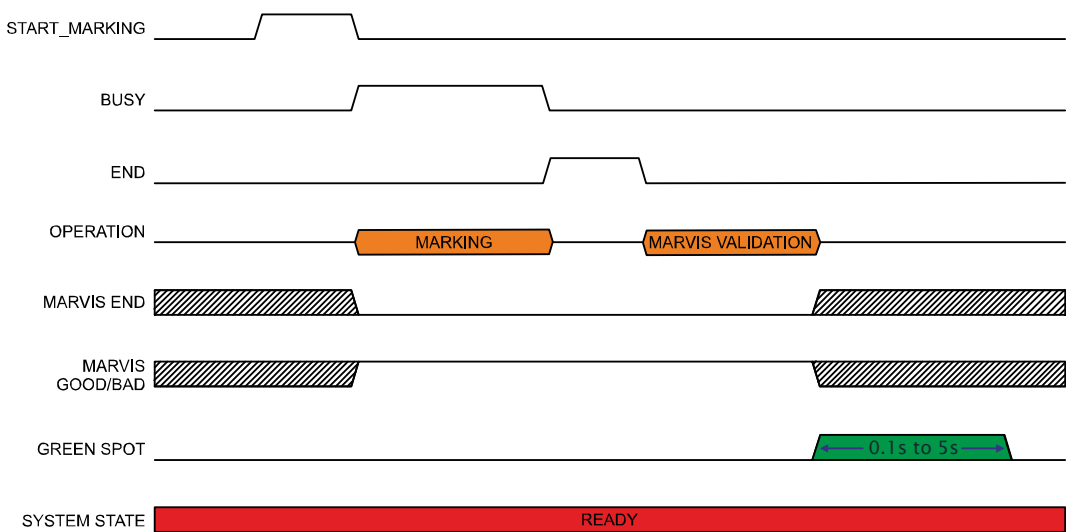 START_MARKING
BUSY
END
OPERATION
MARKING
MARVIS VALIDATION
MARVIS END
MARVIS
GOOD/BAD
GREEN SPOT
0.1s to 5s
SYSTEM STATE
READY